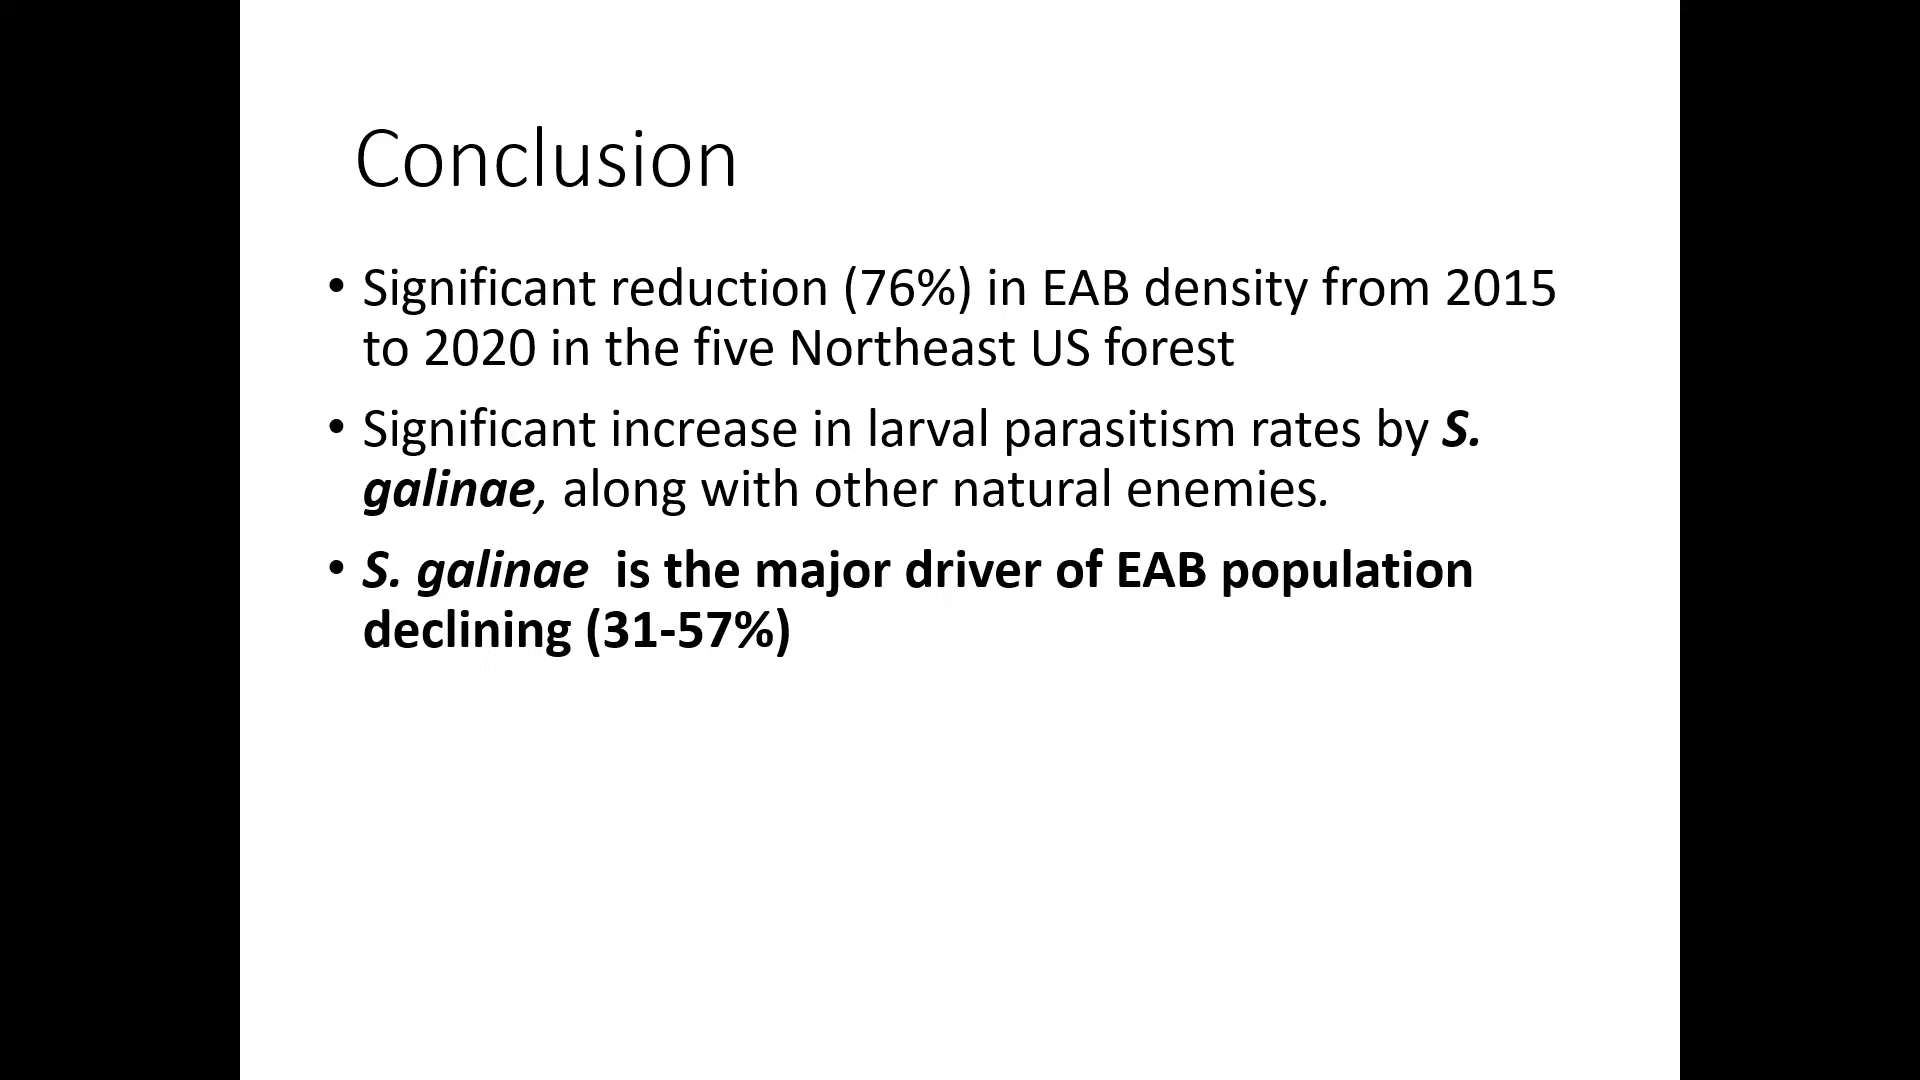 Conclusion
• Significant reduction (76%) in EAB density from 2015
to 2020 in the five Northeast US forest
• Significant increase in larval parasitism rates by S.
galinae, along with other natural enemies.
• S. galinae  is the major driver of EAB population
declining (31-57%)